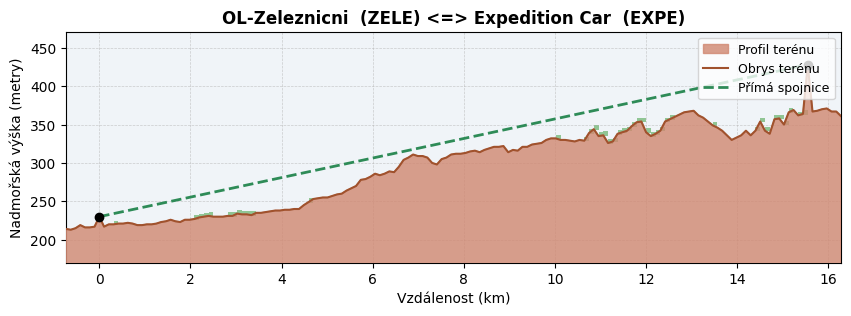 OL-Zeleznicni  (ZELE) <=> Expedition Car  (EXPE)
Nadmořská výška (metry)
450
400
350
300
250
200
Profil terénu
Obrys terénu
Přímá spojnice
0 2 4 6 8 10 12 14 16
Vzdálenost (km)